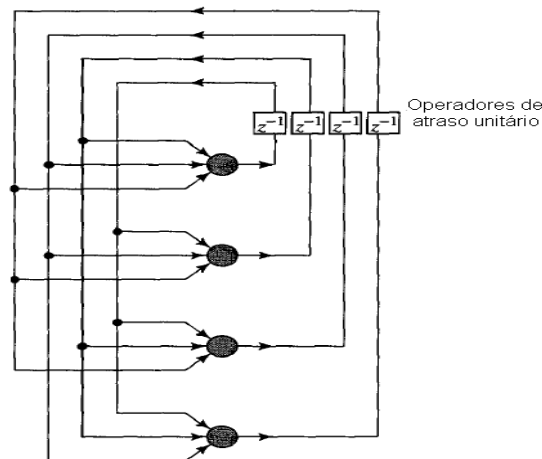 z⁻¹ z⁻¹ z⁻¹ z⁻¹
Operadores de
atraso unitário